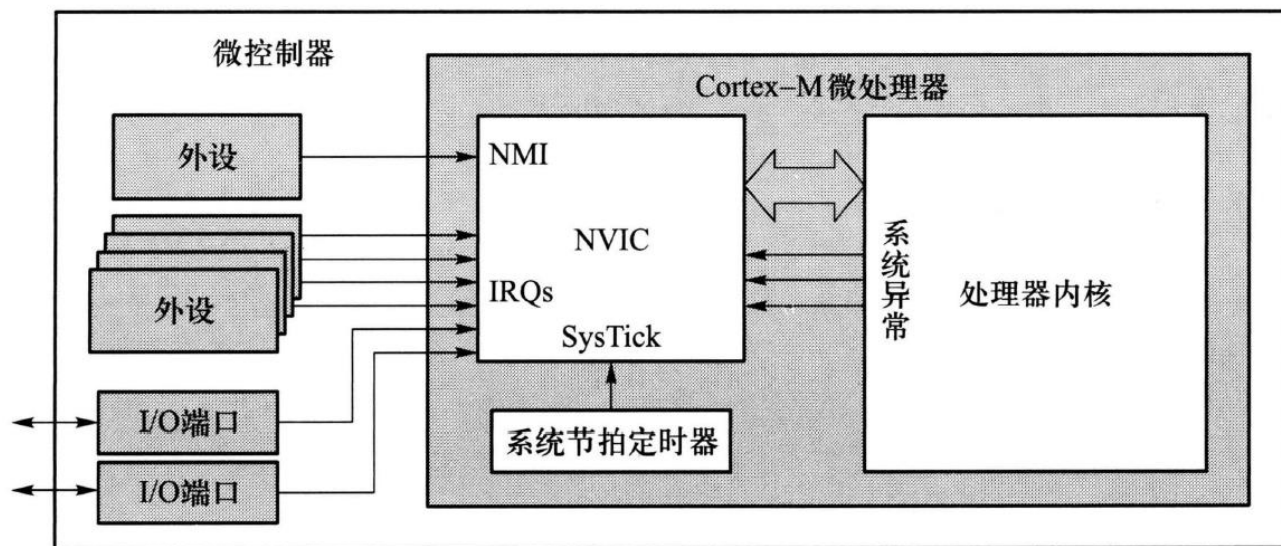 微控制器
Cortex-M微处理器
外设
NMI
NVIC
外设
IRQs
SysTick
系统异常
处理器内核
I/O端口
系统节拍定时器
I/O端口